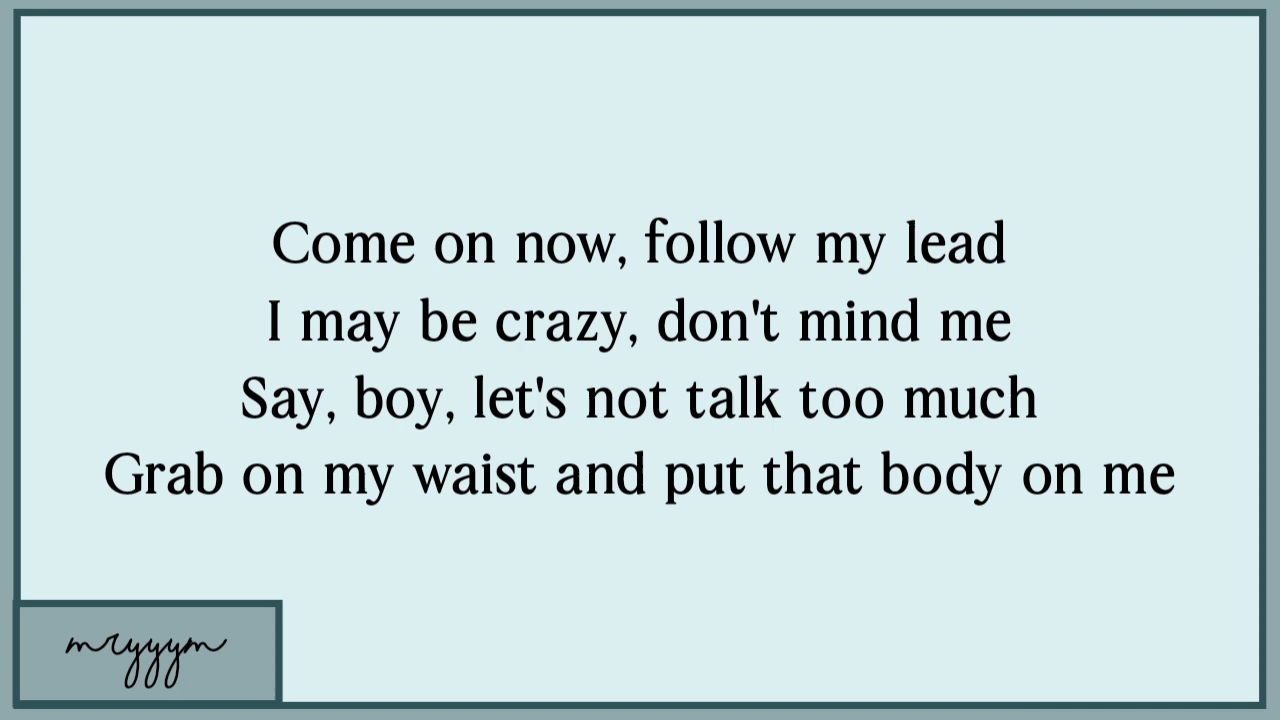 Come on now, follow my lead
I may be crazy, don't mind me
Say, boy, let's not talk too much
Grab on my waist and put that body on me
mryyym